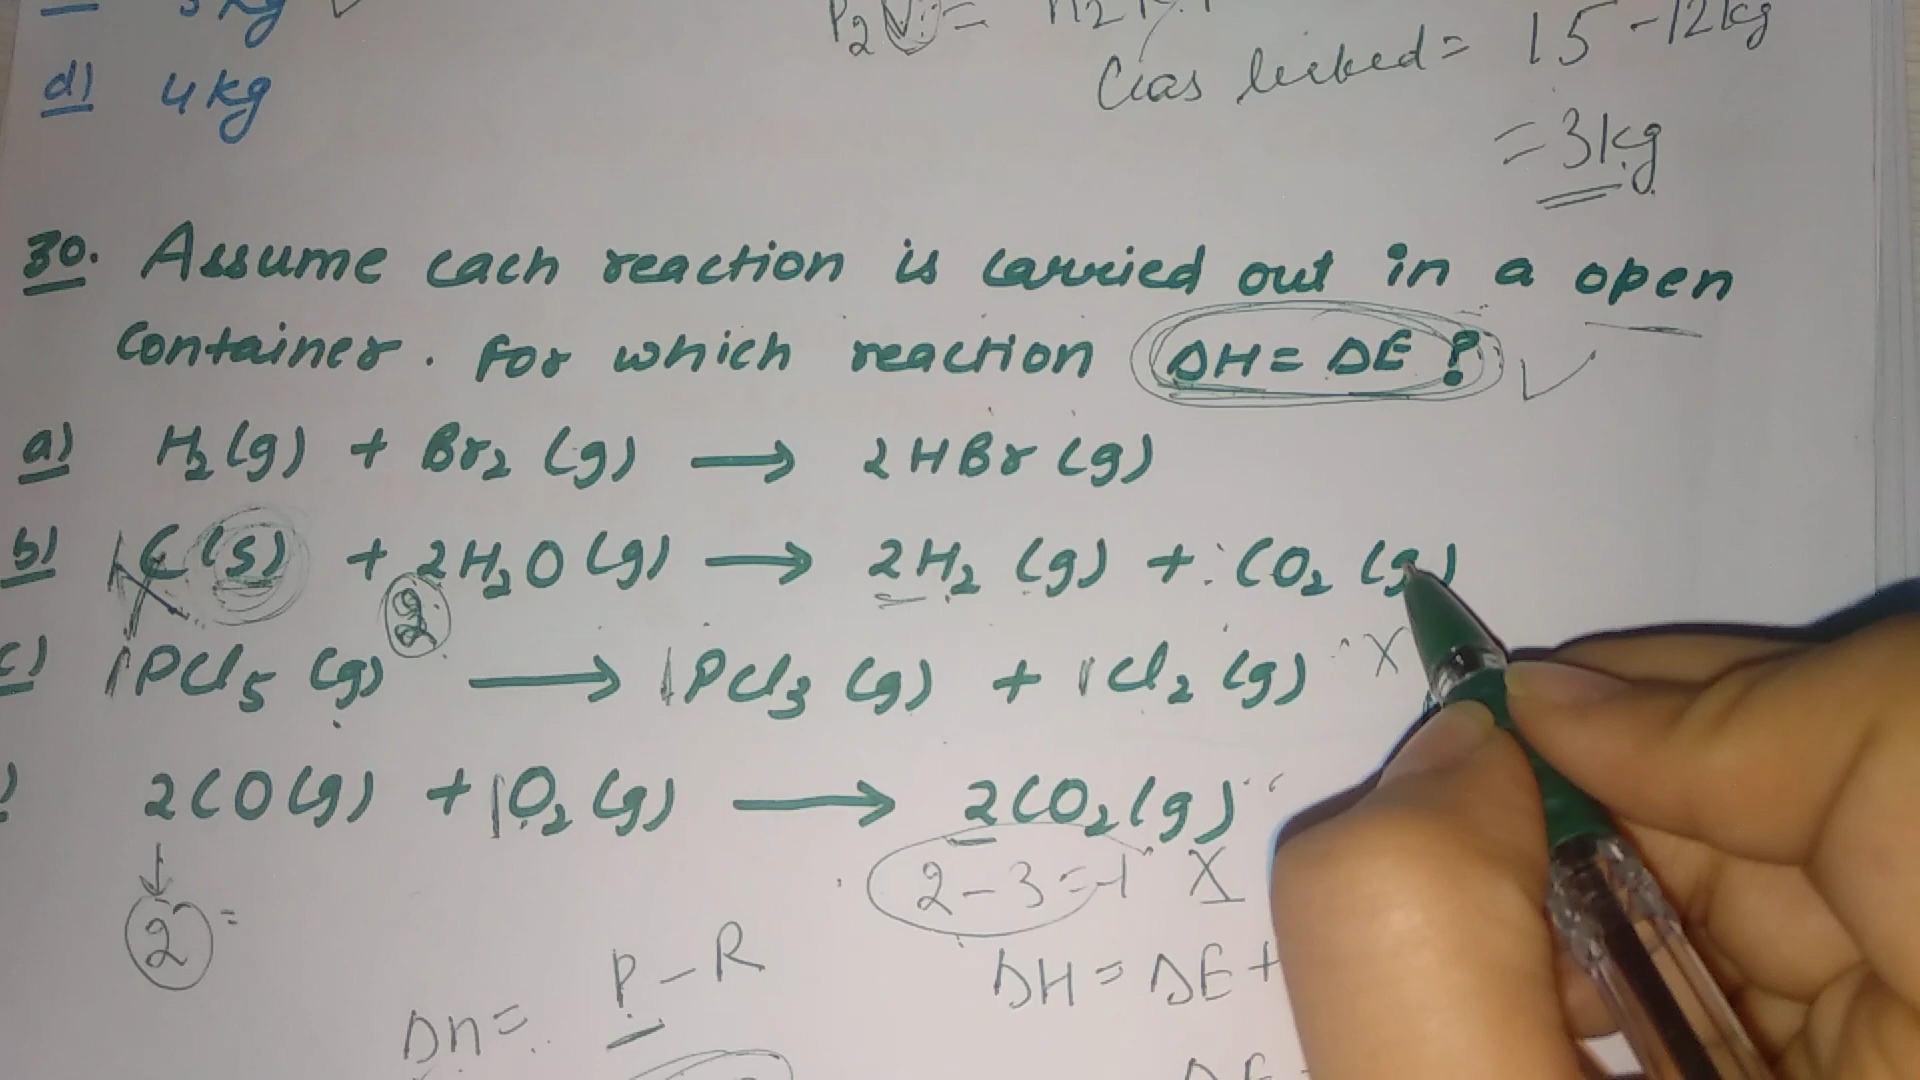 d) 4kg
Gas leaked = 15-12kg
= 3kg
30. Assume each reaction is carried out in a open
container. For which reaction ΔH = ΔE ?
a) H₂(g) + Br₂ (g) → 2HBr (g)
b) 1C(s) + 2H₂O(g) → 2H₂ (g) + CO₂ (g)
2
c) 1PCl₅ (g) → 1PCl₃ (g) + 1Cl₂ (g) X
2CO(g) + 1O₂ (g) → 2CO₂(g)
2-3=-1 X
2 =
Δn = P - R
ΔH = ΔE +